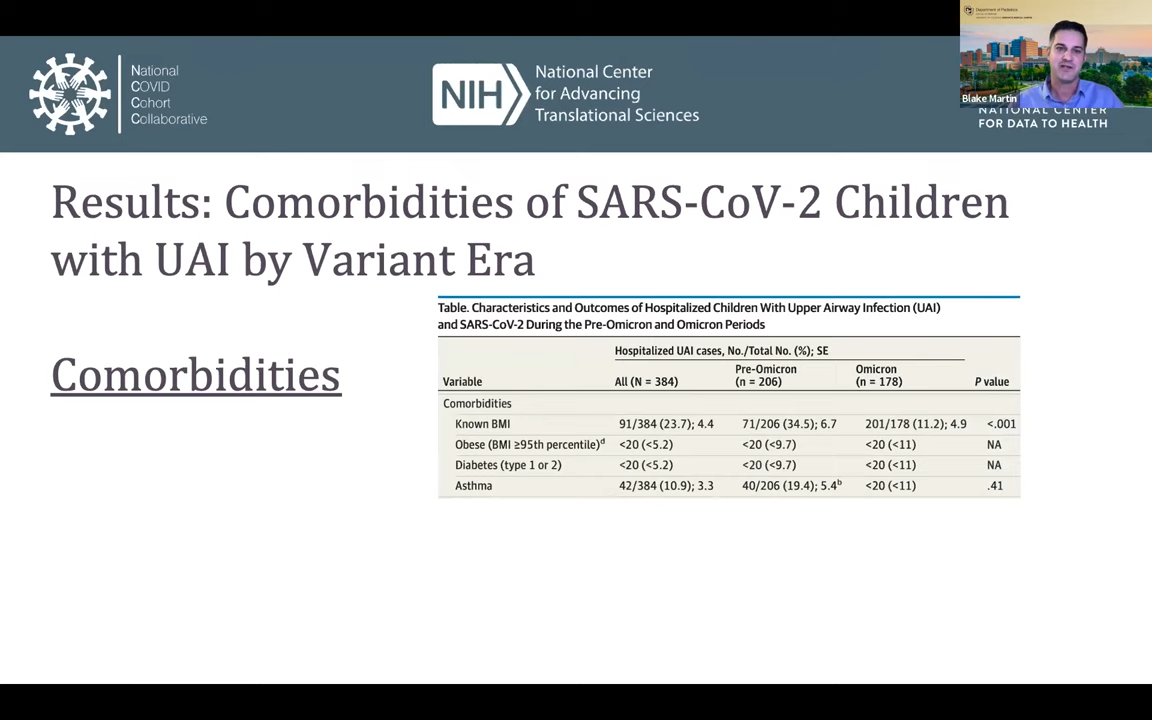 National
COVID
Cohort
Collaborative
NIH
National Center
for Advancing
Translational Sciences
Department of Pediatrics
Blake Martin
NATIONAL CENTER
FOR DATA TO HEALTH
Results: Comorbidities of SARS-CoV-2 Children
with UAI by Variant Era
Comorbidities
Table. Characteristics and Outcomes of Hospitalized Children With Upper Airway Infection (UAI)
and SARS-CoV-2 During the Pre-Omicron and Omicron Periods
Hospitalized UAI cases, No./Total No. (%); SE
Variable All (N = 384) Pre-Omicron (n = 206) Omicron (n = 178) P value
Comorbidities
Known BMI 91/384 (23.7); 4.4 71/206 (34.5); 6.7 201/178 (11.2); 4.9 <.001
Obese (BMI ≥95th percentile)d <20 (<5.2) <20 (<9.7) <20 (<11) NA
Diabetes (type 1 or 2) <20 (<5.2) <20 (<9.7) <20 (<11) NA
Asthma 42/384 (10.9); 3.3 40/206 (19.4); 5.4b <20 (<11) .41